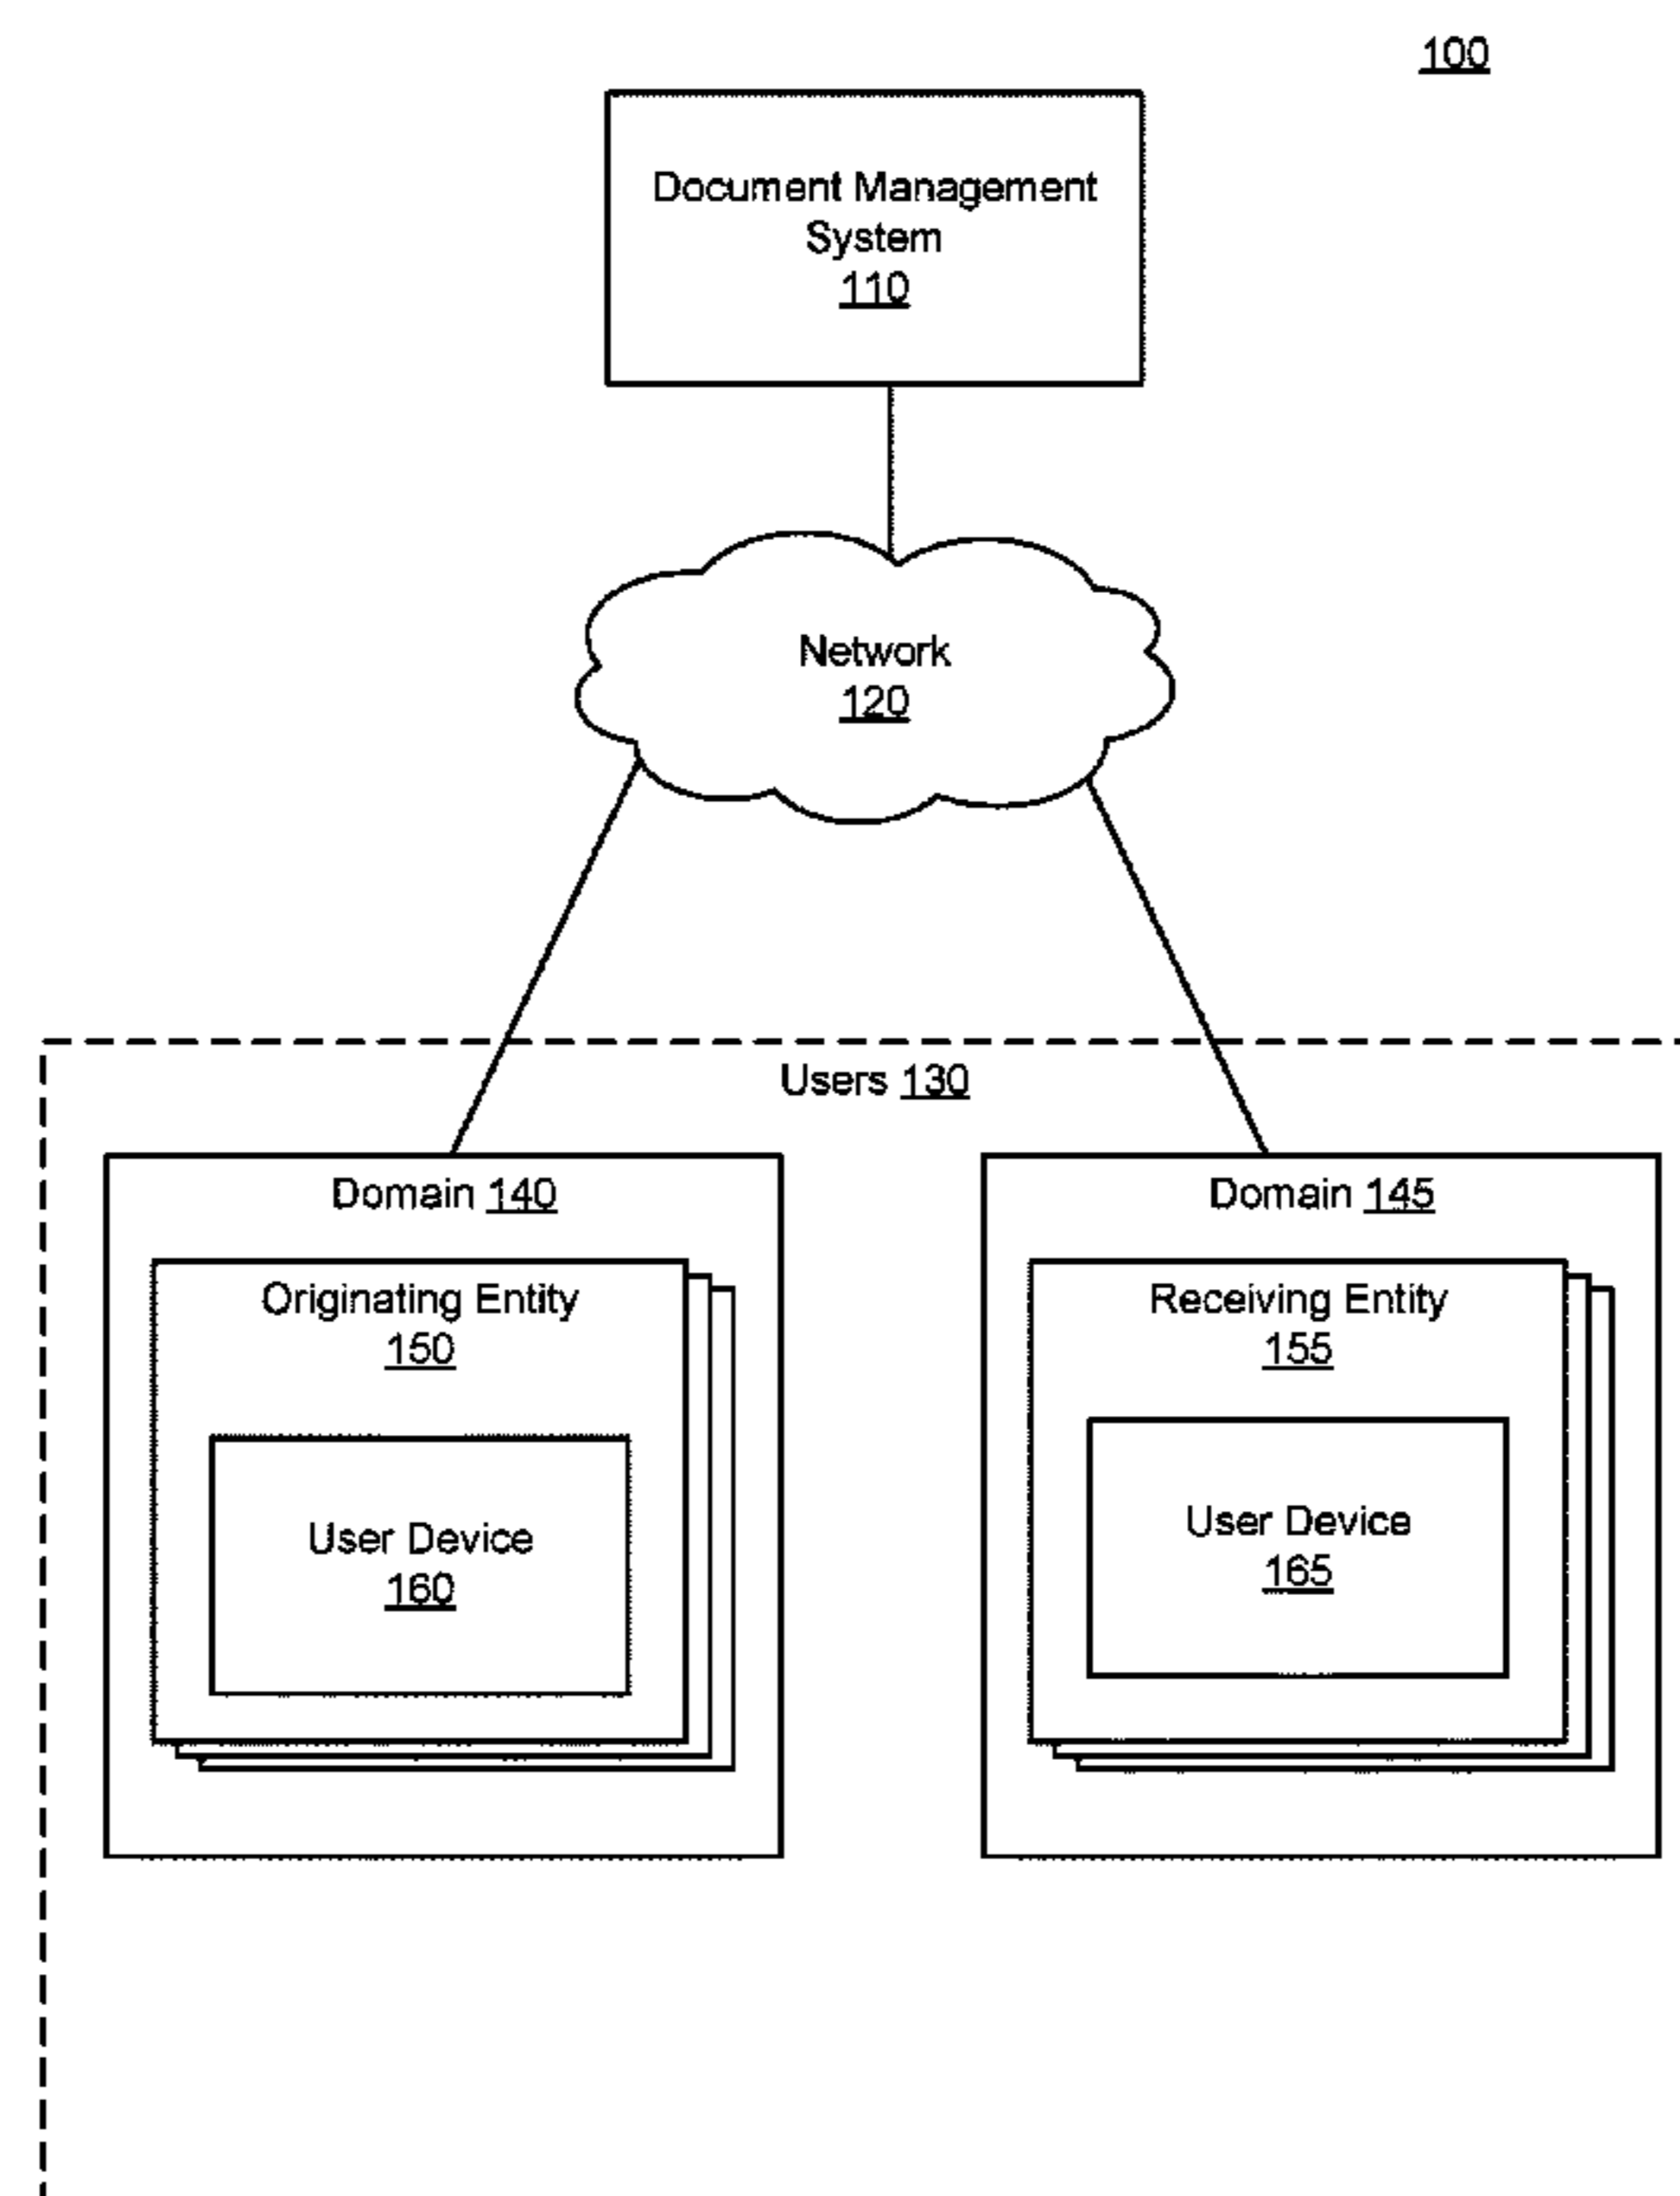 100
Document Management
System
110
Network
120
Users 130
Domain 140
Originating Entity
150
User Device
160
Domain 145
Receiving Entity
155
User Device
165